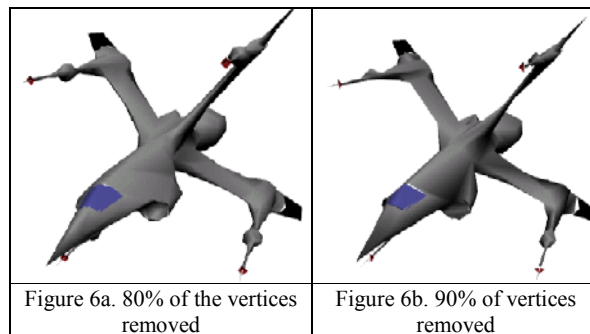 Figure 6a. 80% of the vertices
removed
Figure 6b. 90% of vertices
removed